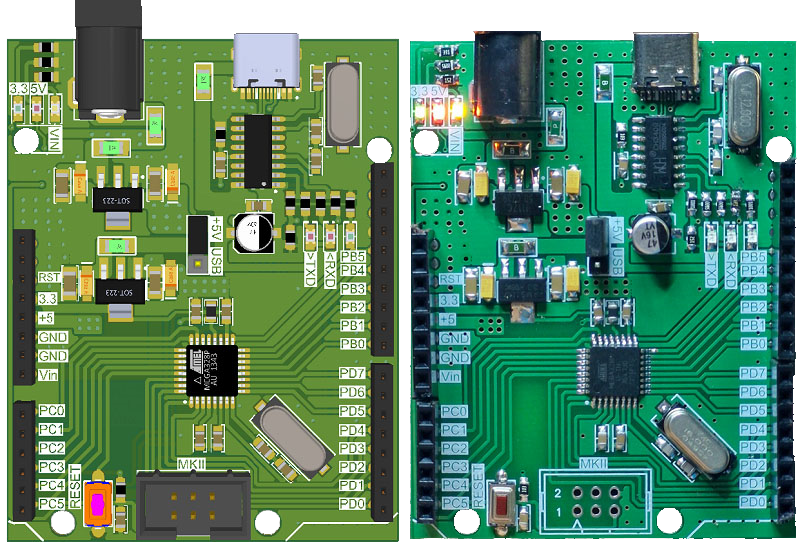 3.3 5V
VIN
SOT-223
+5V
USB
SOT-223
>TXD
<RXD
PB5
PB4
PB3
PB2
PB1
PB0
RST
3.3
+5
GND
GND
Vin
ATMEL
MEGA328P
AU 1343
PD7
PD6
PD5
PD4
PD3
PD2
PD1
PD0
PC0
PC1
PC2
PC3
PC4
PC5
RESET
MKII
3.3 5V
VIN
+5V
USB
47
16V
VT
>TXD
<RXD
PB5
PB4
PB3
PB2
PB1
PB0
RST
3.3
+5
GND
GND
Vin
PD7
PD6
PD5
PD4
PD3
PD2
PD1
PD0
PC0
PC1
PC2
PC3
PC4
PC5
RESET
MKII
2
1